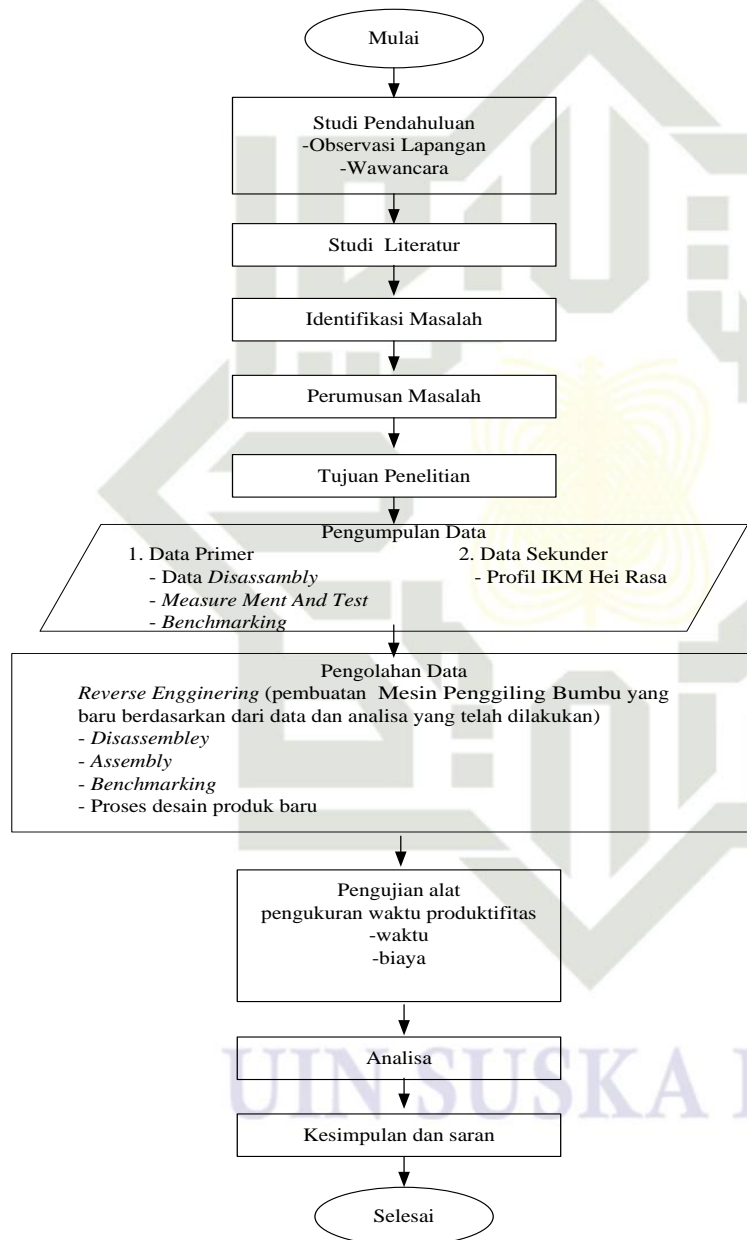 Mulai
Studi Pendahuluan
-Observasi Lapangan
-Wawancara
Studi Literatur
Identifikasi Masalah
Perumusan Masalah
Tujuan Penelitian
Pengumpulan Data
1. Data Primer
- Data Disassambly
- Measure Ment And Test
- Benchmarking
2. Data Sekunder
- Profil IKM Hei Rasa
Pengolahan Data
Reverse Engginering (pembuatan Mesin Penggiling Bumbu yang
baru berdasarkan dari data dan analisa yang telah dilakukan)
- Disassembley
- Assembly
- Benchmarking
- Proses desain produk baru
Pengujian alat
pengukuran waktu produktifitas
-waktu
-biaya
Analisa
UIN SUSKA
Kesimpulan dan saran
Selesai